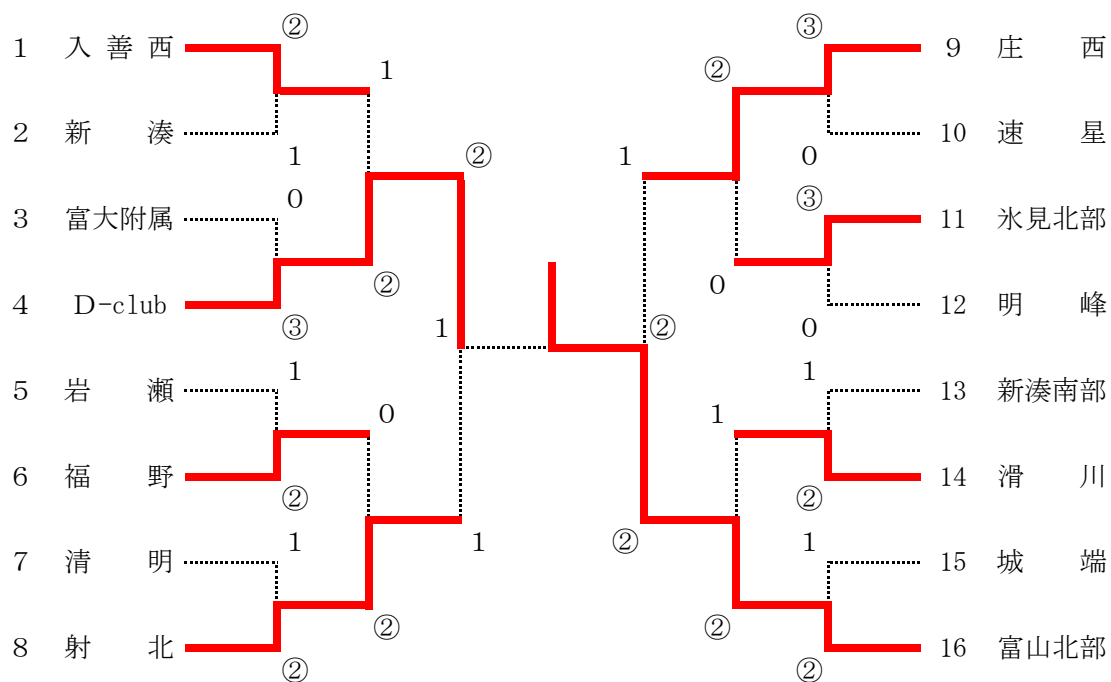 ② ③
1 入善西 9 庄西
1 ②
2 新湊 10 速星
1 ② 1 0
0 ③
3 富大附属 11 氷見北部
② 0
4 D-club 12 明峰
③ 1 ② 0
1 1
5 岩瀬 13 新湊南部
0 1
6 福野 14 滑川
② ②
1 1 ② 1
7 清明 15 城端
② ②
8 射北 16 富山北部
② ②